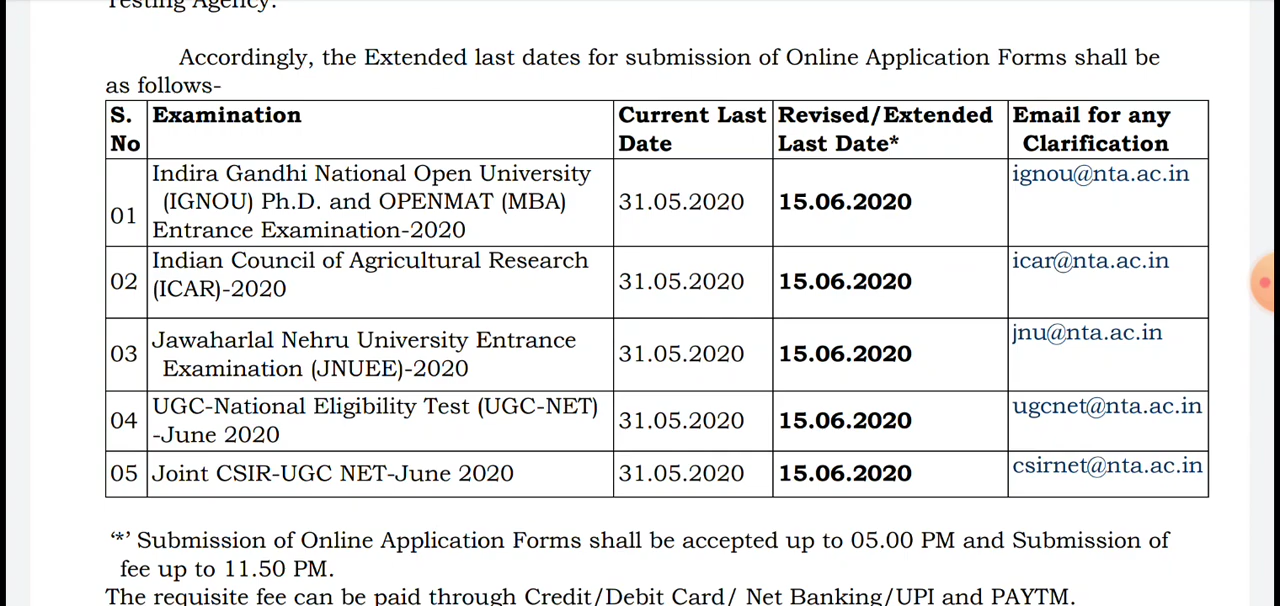 Testing Agency.
Accordingly, the Extended last dates for submission of Online Application Forms shall be
as follows-
S. No | Examination | Current Last Date | Revised/Extended Last Date* | Email for any Clarification
01 | Indira Gandhi National Open University (IGNOU) Ph.D. and OPENMAT (MBA) Entrance Examination-2020 | 31.05.2020 | 15.06.2020 | ignou@nta.ac.in
02 | Indian Council of Agricultural Research (ICAR)-2020 | 31.05.2020 | 15.06.2020 | icar@nta.ac.in
03 | Jawaharlal Nehru University Entrance Examination (JNUEE)-2020 | 31.05.2020 | 15.06.2020 | jnu@nta.ac.in
04 | UGC-National Eligibility Test (UGC-NET) -June 2020 | 31.05.2020 | 15.06.2020 | ugcnet@nta.ac.in
05 | Joint CSIR-UGC NET-June 2020 | 31.05.2020 | 15.06.2020 | csirnet@nta.ac.in
‘*’ Submission of Online Application Forms shall be accepted up to 05.00 PM and Submission of
fee up to 11.50 PM.
The requisite fee can be paid through Credit/Debit Card/ Net Banking/UPI and PAYTM.